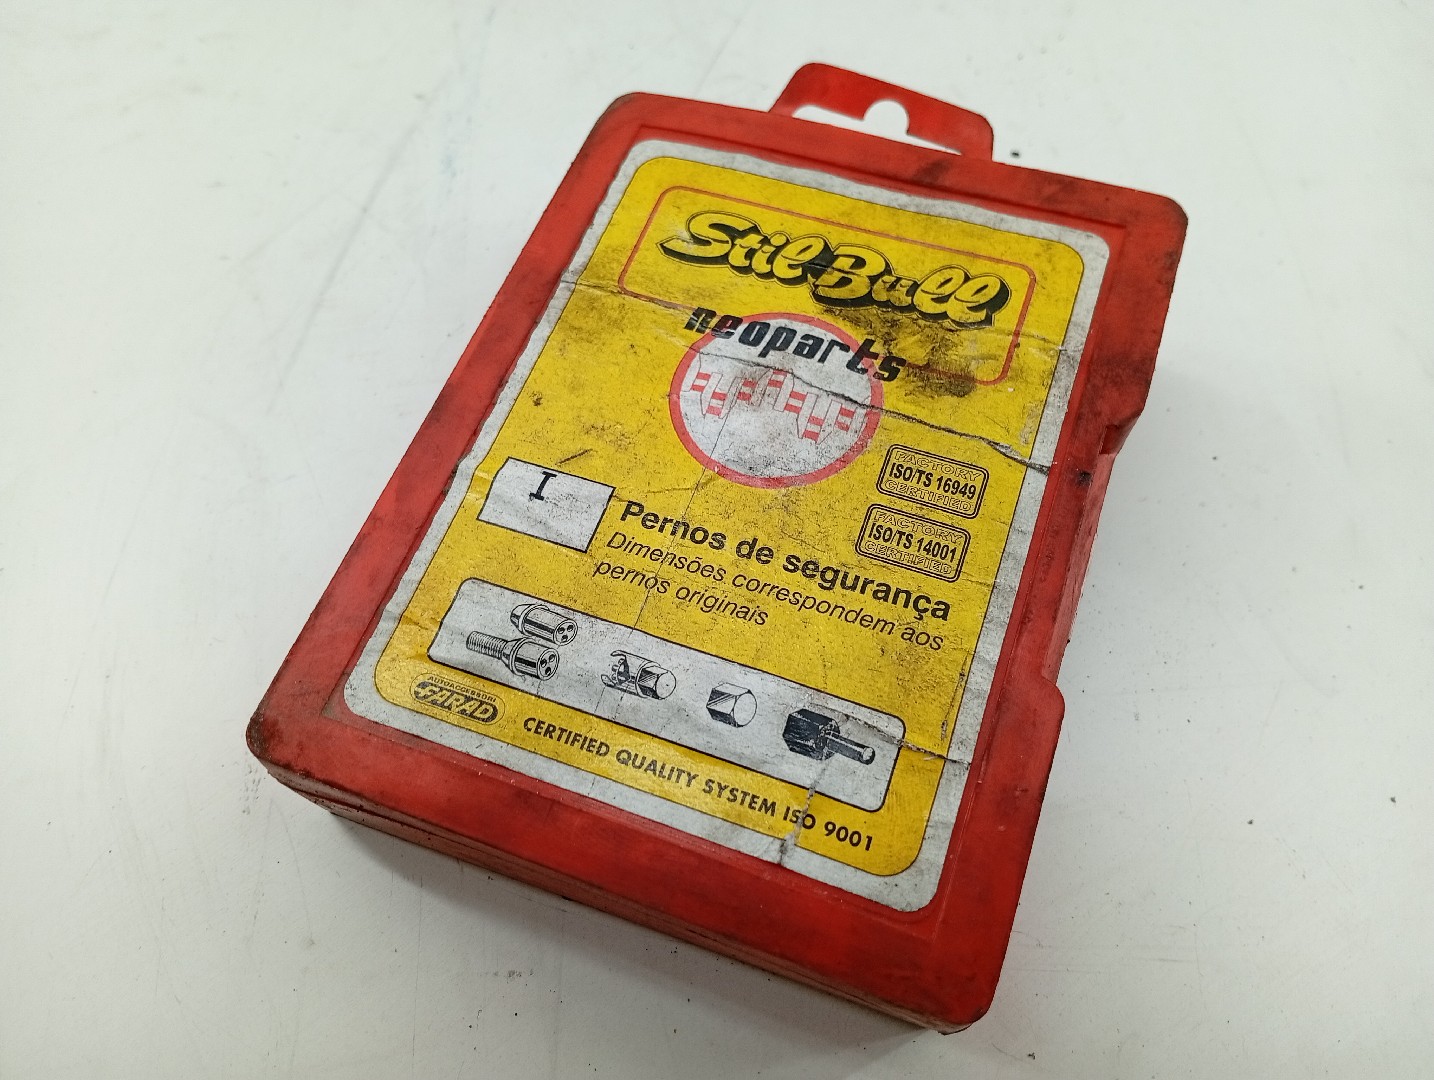 Stil Bull
neoparts
FACTORY
ISO/TS 16949
CERTIFIED
FACTORY
ISO/TS 14001
CERTIFIED
I
Pernos de segurança
Dimensões correspondem aos
pernos originais
AUTOACCESSORI
FARAD
CERTIFIED QUALITY SYSTEM ISO 9001